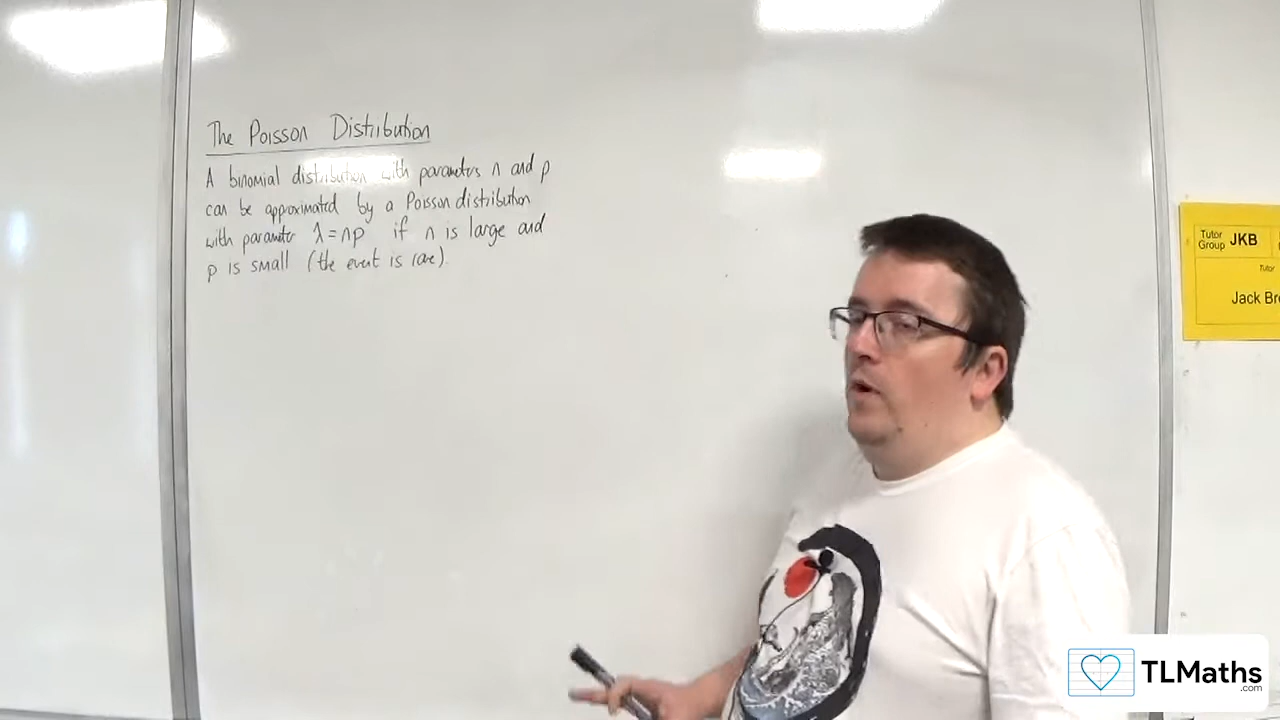 The Poisson Distribution
A binomial distribution with parameters n and p
can be approximated by a Poisson distribution
with parameter λ = np if n is large and
p is small (the event is rare).
Tutor
Group JKB
Tutor
Jack Bre
TLMaths
.com